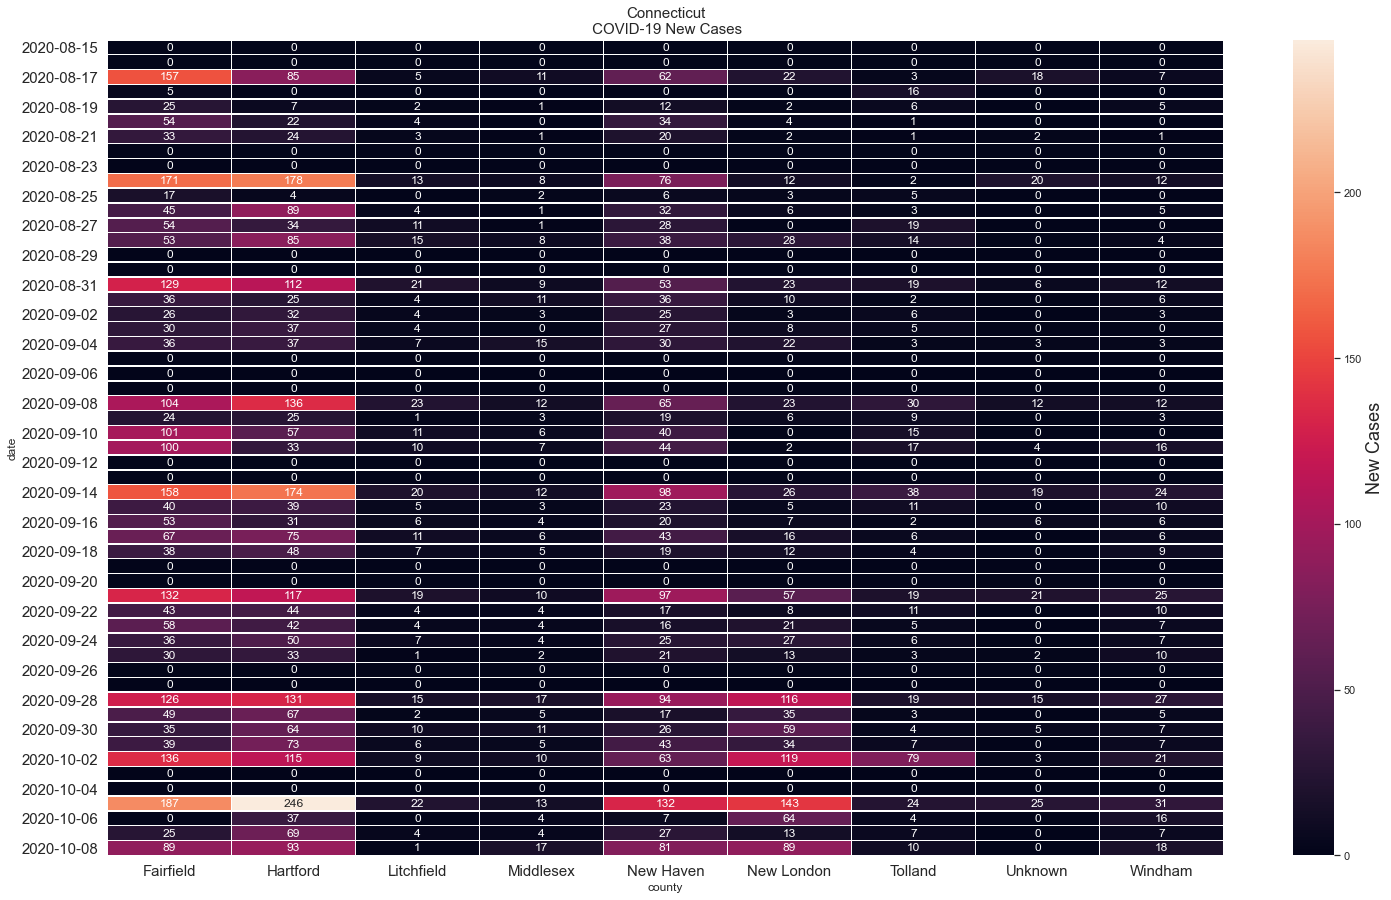 Connecticut
COVID-19 New Cases
2020-08-15 0 0 0 0 0 0 0 0 0
0 0 0 0 0 0 0 0 0
2020-08-17 157 85 5 11 62 22 3 18 7
5 0 0 0 0 0 16 0 0
2020-08-19 25 7 2 1 12 2 6 0 5
54 22 4 0 34 4 1 0 0
2020-08-21 33 24 3 1 20 2 1 2 1
0 0 0 0 0 0 0 0 0
2020-08-23 0 0 0 0 0 0 0 0 0
171 178 13 8 76 12 2 20 12
2020-08-25 17 4 0 2 6 3 5 0 0
45 89 4 1 32 6 3 0 5
2020-08-27 54 34 11 1 28 0 19 0 0
53 85 15 8 38 28 14 0 4
2020-08-29 0 0 0 0 0 0 0 0 0
0 0 0 0 0 0 0 0 0
2020-08-31 129 112 21 9 53 23 19 6 12
36 25 4 11 36 10 2 0 6
2020-09-02 26 32 4 3 25 3 6 0 3
30 37 4 0 27 8 5 0 0
2020-09-04 36 37 7 15 30 22 3 3 3
0 0 0 0 0 0 0 0 0
2020-09-06 0 0 0 0 0 0 0 0 0
0 0 0 0 0 0 0 0 0
2020-09-08 104 136 23 12 65 23 30 12 12
24 25 1 3 19 6 9 0 3
2020-09-10 101 57 11 6 40 0 15 0 0
100 33 10 7 44 2 17 4 16
2020-09-12 0 0 0 0 0 0 0 0 0
0 0 0 0 0 0 0 0 0
2020-09-14 158 174 20 12 98 26 38 19 24
40 39 5 3 23 5 11 0 10
2020-09-16 53 31 6 4 20 7 2 6 6
67 75 11 6 43 16 6 0 6
2020-09-18 38 48 7 5 19 12 4 0 9
0 0 0 0 0 0 0 0 0
2020-09-20 0 0 0 0 0 0 0 0 0
132 117 19 10 97 57 19 21 25
2020-09-22 43 44 4 4 17 8 11 0 10
58 42 4 4 16 21 5 0 7
2020-09-24 36 50 7 4 25 27 6 0 7
30 33 1 2 21 13 3 2 10
2020-09-26 0 0 0 0 0 0 0 0 0
0 0 0 0 0 0 0 0 0
2020-09-28 126 131 15 17 94 116 19 15 27
49 67 2 5 17 35 3 0 5
2020-09-30 35 64 10 11 26 59 4 5 7
39 73 6 5 43 34 7 0 7
2020-10-02 136 115 9 10 63 119 79 3 21
0 0 0 0 0 0 0 0 0
2020-10-04 0 0 0 0 0 0 0 0 0
187 246 22 13 132 143 24 25 31
2020-10-06 0 37 0 4 7 64 4 0 16
25 69 4 4 27 13 7 0 7
2020-10-08 89 93 1 17 81 89 10 0 18
Fairfield Hartford Litchfield Middlesex New Haven New London Tolland Unknown Windham
county
date
200
150
100
50
0
New Cases